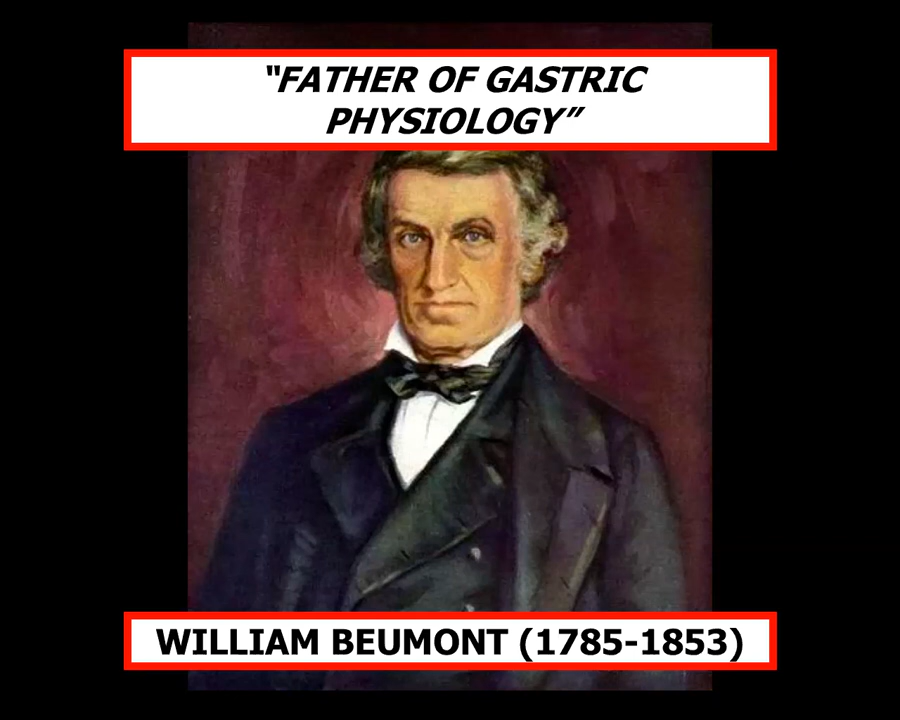 “FATHER OF GASTRIC
PHYSIOLOGY”
WILLIAM BEUMONT (1785-1853)